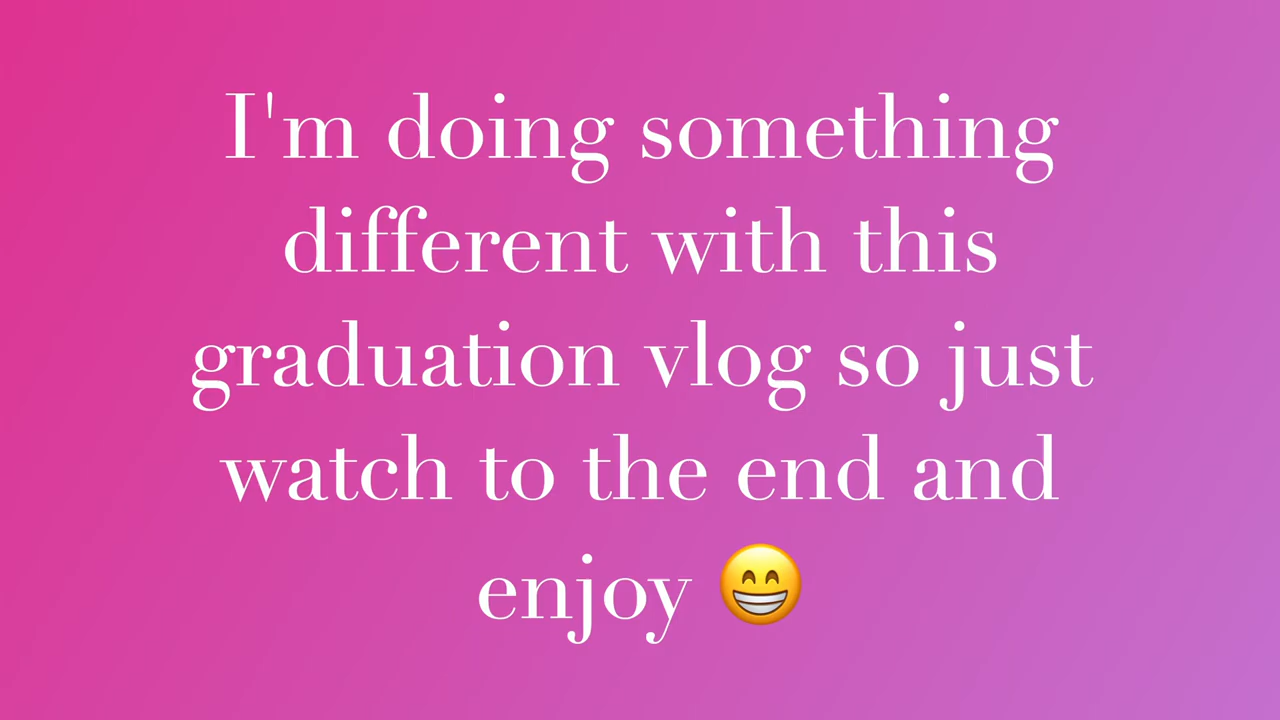 I'm doing something
different with this
graduation vlog so just
watch to the end and
enjoy 😁